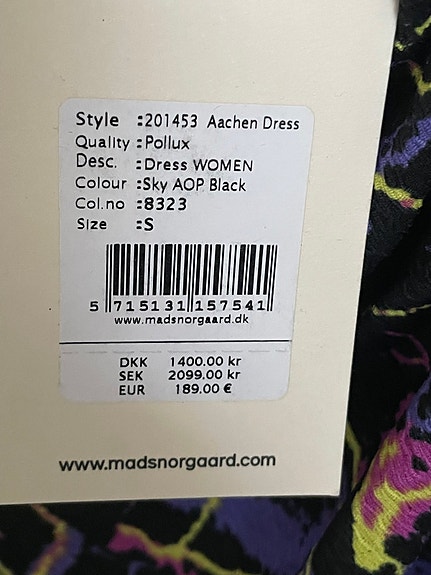 Style :201453 Aachen Dress
Quality :Pollux
Desc. :Dress WOMEN
Colour :Sky AOP Black
Col.no :8323
Size :S
5 715131 157541
www.madsnorgaard.dk
DKK 1400.00 kr
SEK 2099.00 kr
EUR 189.00 €
www.madsnorgaard.com